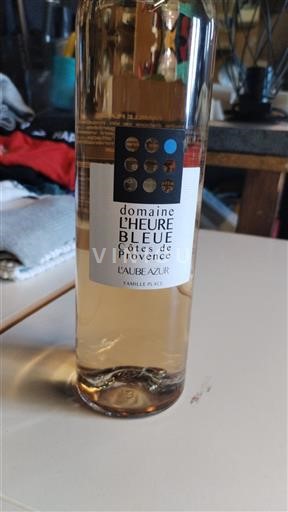 domaine
L'HEURE
BLEUE
Côtes de
Provence
L'AUBE AZUR
FAMILLE PLACE